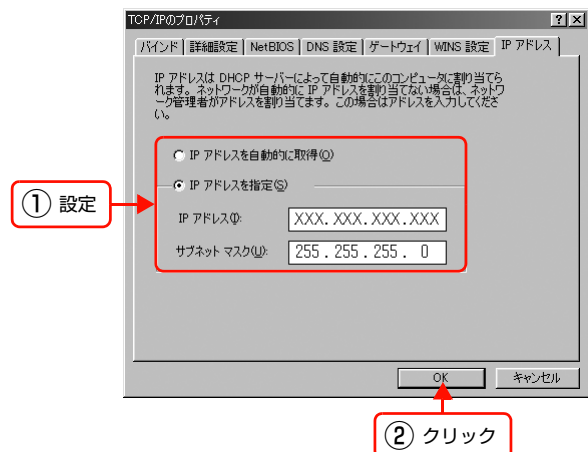 TCP/IPのプロパティ
バインド 詳細設定 NetBIOS DNS 設定 ゲートウェイ WINS 設定 IP アドレス
IP アドレスは DHCP サーバーによって自動的にこのコンピュータに割り当てら
れます。ネットワークが自動的に IP アドレスを割り当てない場合は、ネットワ
ーク管理者がアドレスを割り当てます。この場合はアドレスを入力してくださ
い。
IP アドレスを自動的に取得(O)
IP アドレスを指定(S)
① 設定
IP アドレス(I): XXX.XXX.XXX.XXX
サブネット マスク(U): 255.255.255. 0
OK キャンセル
② クリック